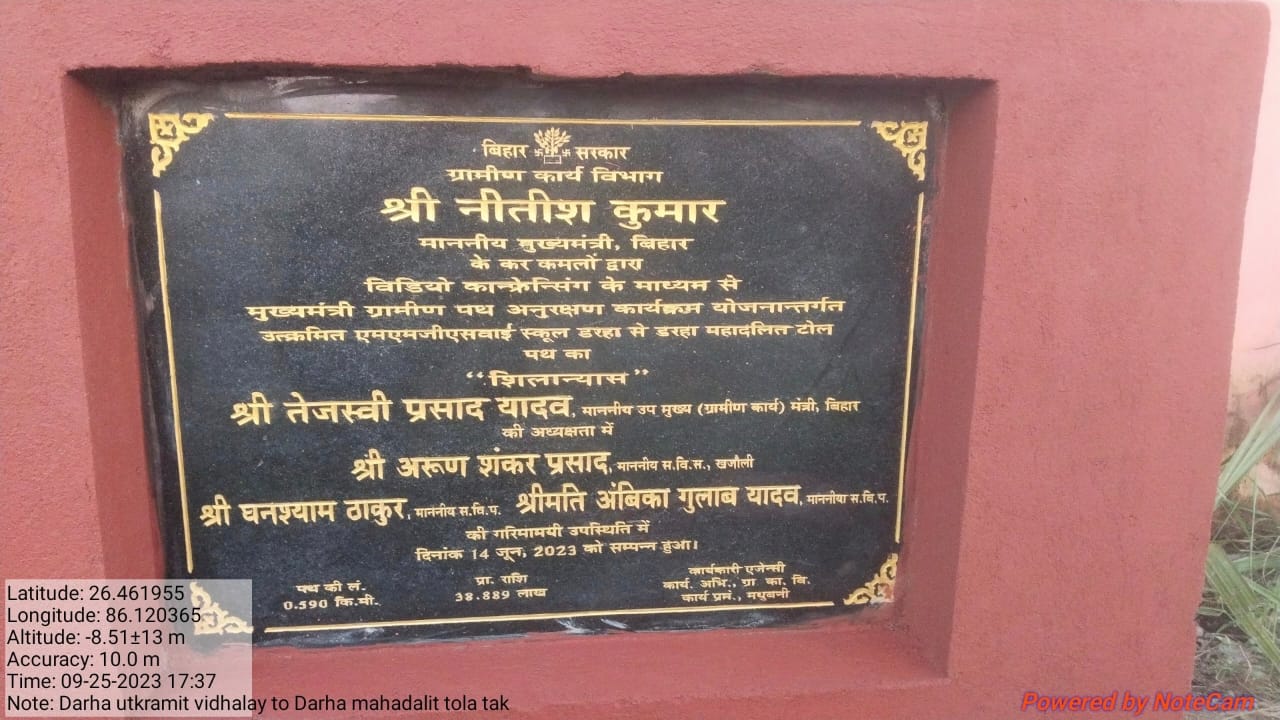 बिहार सरकार
ग्रामीण कार्य विभाग
श्री नीतीश कुमार
माननीय मुख्यमंत्री, बिहार
के कर कमलों द्वारा
विडियो कान्फ्रेन्सिंग के माध्यम से
मुख्यमंत्री ग्रामीण पथ अनुरक्षण कार्यक्रम योजनान्तर्गत
उत्क्रमित एमएमजीएसवाई स्कूल डरहा से डरहा महादलित टोल
पथ का
“शिलान्यास”
श्री तेजस्वी प्रसाद यादव, माननीय उप मुख्य (ग्रामीण कार्य) मंत्री, बिहार
की अध्यक्षता में
श्री अरूण शंकर प्रसाद, माननीय स.वि.स., खजौली
श्री घनश्याम ठाकुर, माननीय स.वि.प. श्रीमति अंबिका गुलाब यादव, माननीया स.वि.प.
की गरिमामयी उपस्थिति में
दिनांक 14 जून, 2023 को सम्पन्न हुआ।
पथ की लं. प्रा. राशि कार्यकारी एजेन्सी
0.590 कि.मी. 38.889 लाख कार्य. अभि., ग्रा. का. वि.
कार्य प्रमं., मधुबनी
Latitude: 26.461955
Longitude: 86.120365
Altitude: -8.51±13 m
Accuracy: 10.0 m
Time: 09-25-2023 17:37
Note: Darha utkramit vidhalay to Darha mahadalit tola tak
Powered by NoteCam